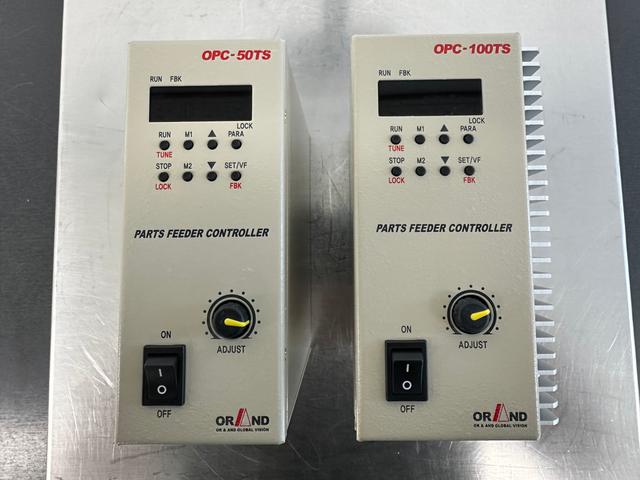 OPC-50TS
RUN FBK
LOCK
RUN M1 ▲ PARA
TUNE
STOP M2 ▼ SET/VF
LOCK FBK
PARTS FEEDER CONTROLLER
ON
ADJUST
I
O
OFF
ORAND
OR & AND GLOBAL VISION
OPC-100TS
RUN FBK
LOCK
RUN M1 ▲ PARA
TUNE
STOP M2 ▼ SET/VF
LOCK FBK
PARTS FEEDER CONTROLLER
ON
ADJUST
I
O
OFF
ORAND
OR & AND GLOBAL VISION